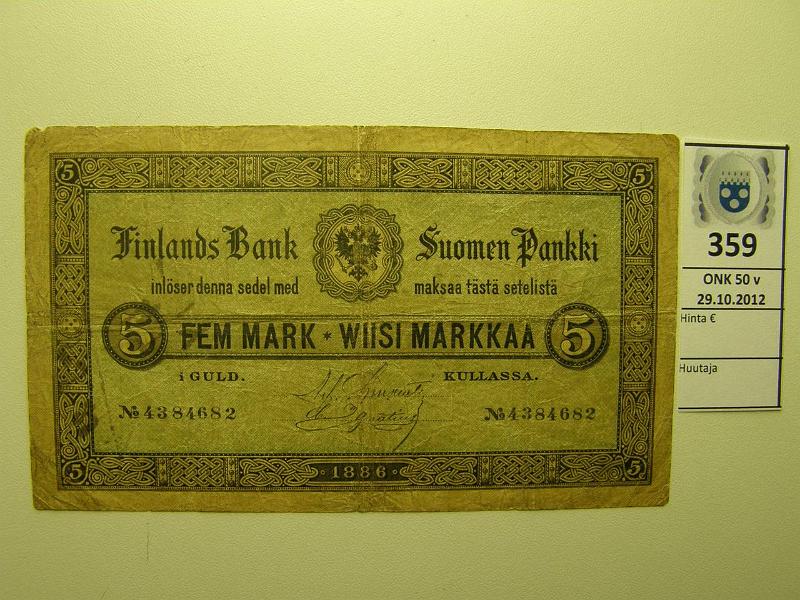 5 5
Finlands Bank Suomen Pankki
inlöser denna sedel med maksaa tästä setelistä
5 FEM MARK * WIISI MARKKAA 5
i GULD. KULLASSA.
№4384682 №4384682
5 · 1886 · 5
359
ONK 50 v
29.10.2012
Hinta €
Huutaja